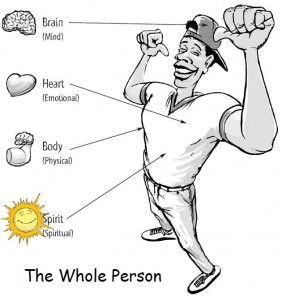 Brain
(Mind)
Heart
(Emotional)
Body
(Physical)
Spirit
(Spiritual)
The Whole Person